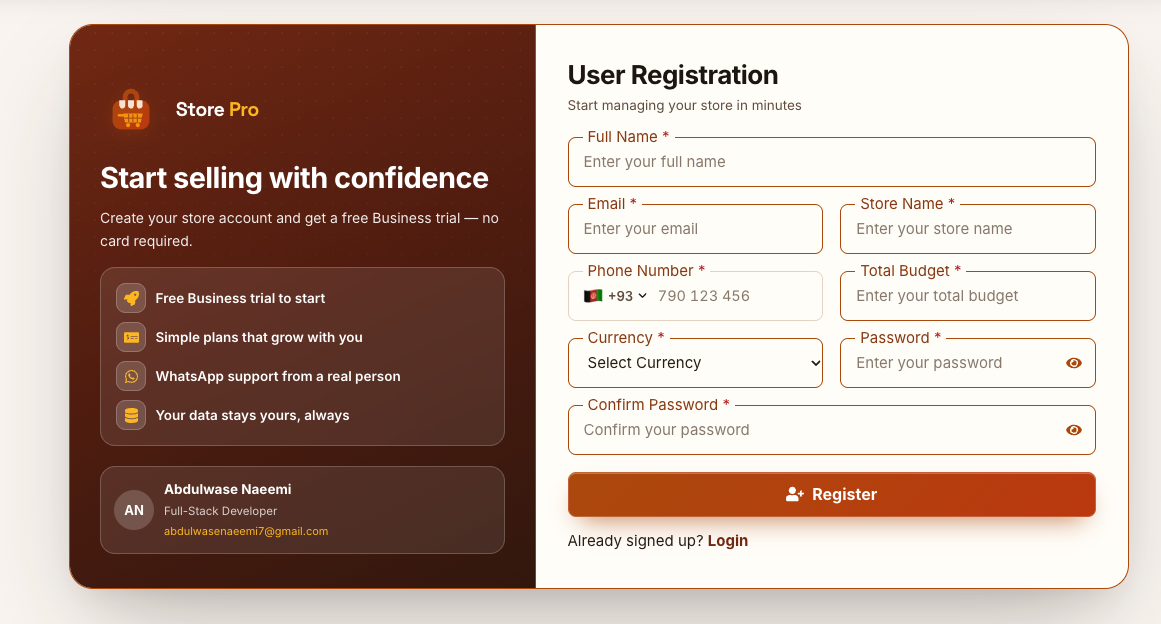 Store Pro
Start selling with confidence
Create your store account and get a free Business trial — no
card required.
Free Business trial to start
Simple plans that grow with you
WhatsApp support from a real person
Your data stays yours, always
AN
Abdulwase Naeemi
Full-Stack Developer
abdulwasenaeemi7@gmail.com
User Registration
Start managing your store in minutes
Full Name *
Enter your full name
Email *
Enter your email
Store Name *
Enter your store name
Phone Number *
+93 790 123 456
Total Budget *
Enter your total budget
Currency *
Select Currency
Password *
Enter your password
Confirm Password *
Confirm your password
Register
Already signed up? Login